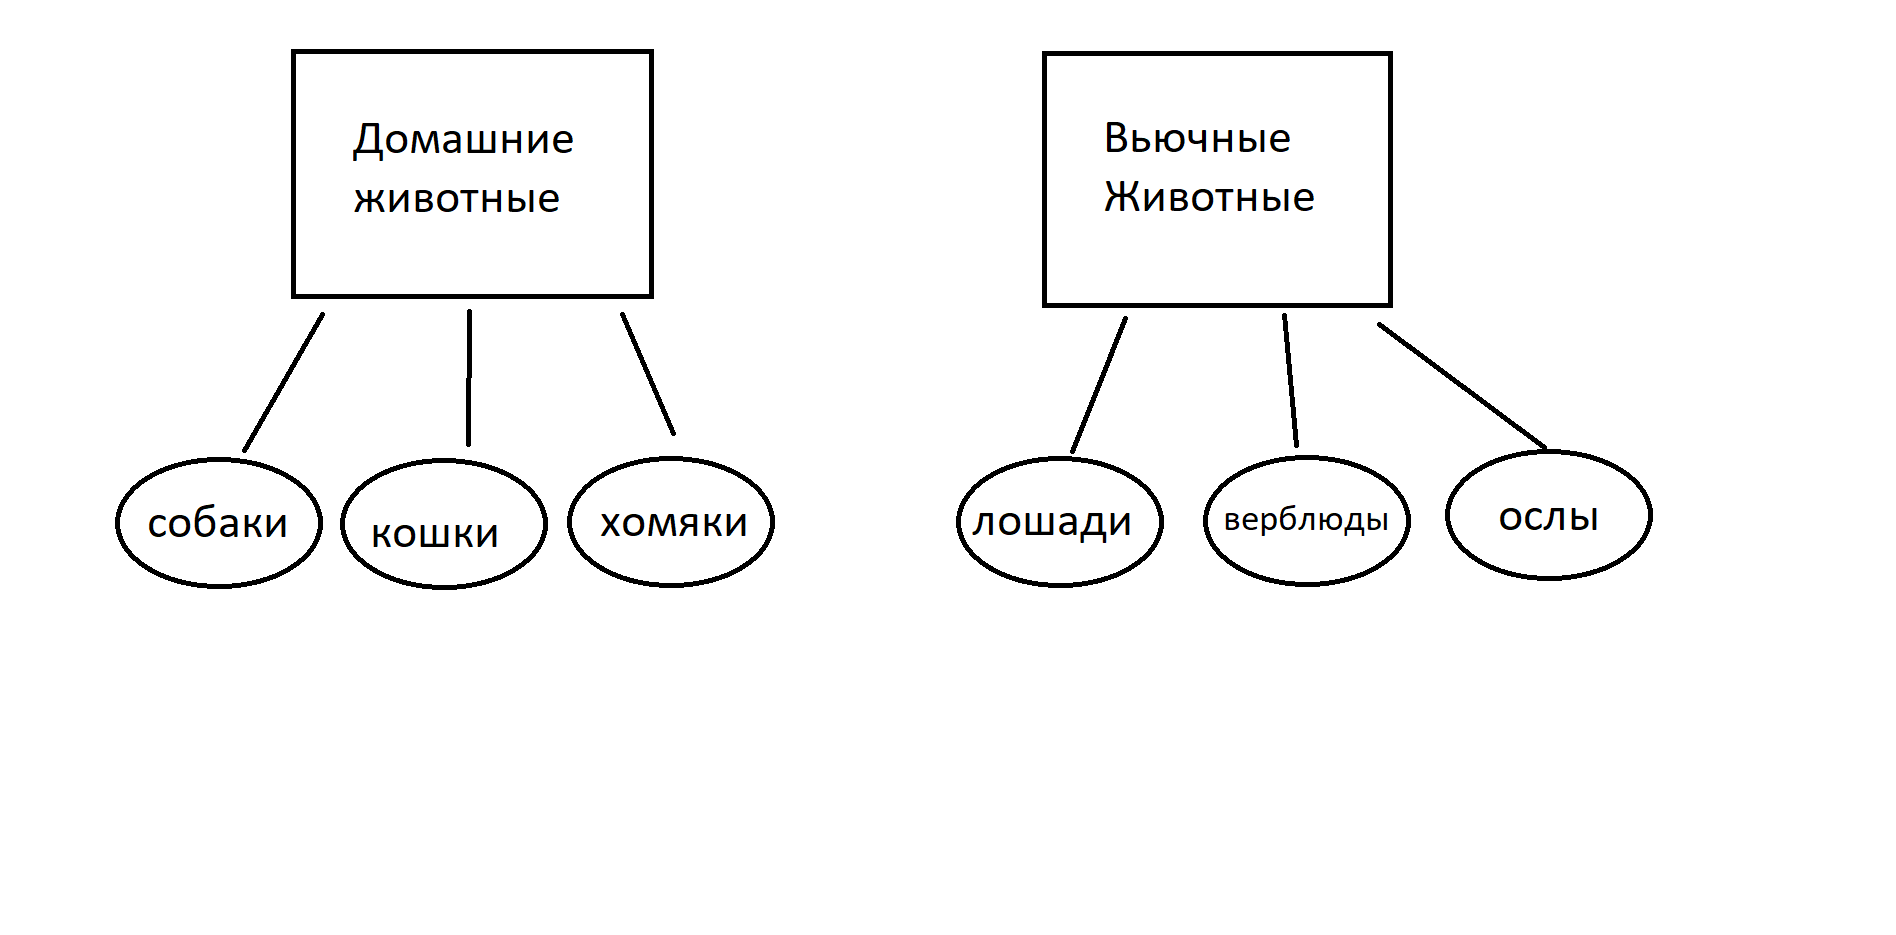 Домашние
животные
Вьючные
Животные
собаки
кошки
хомяки
лошади
верблюды
ослы